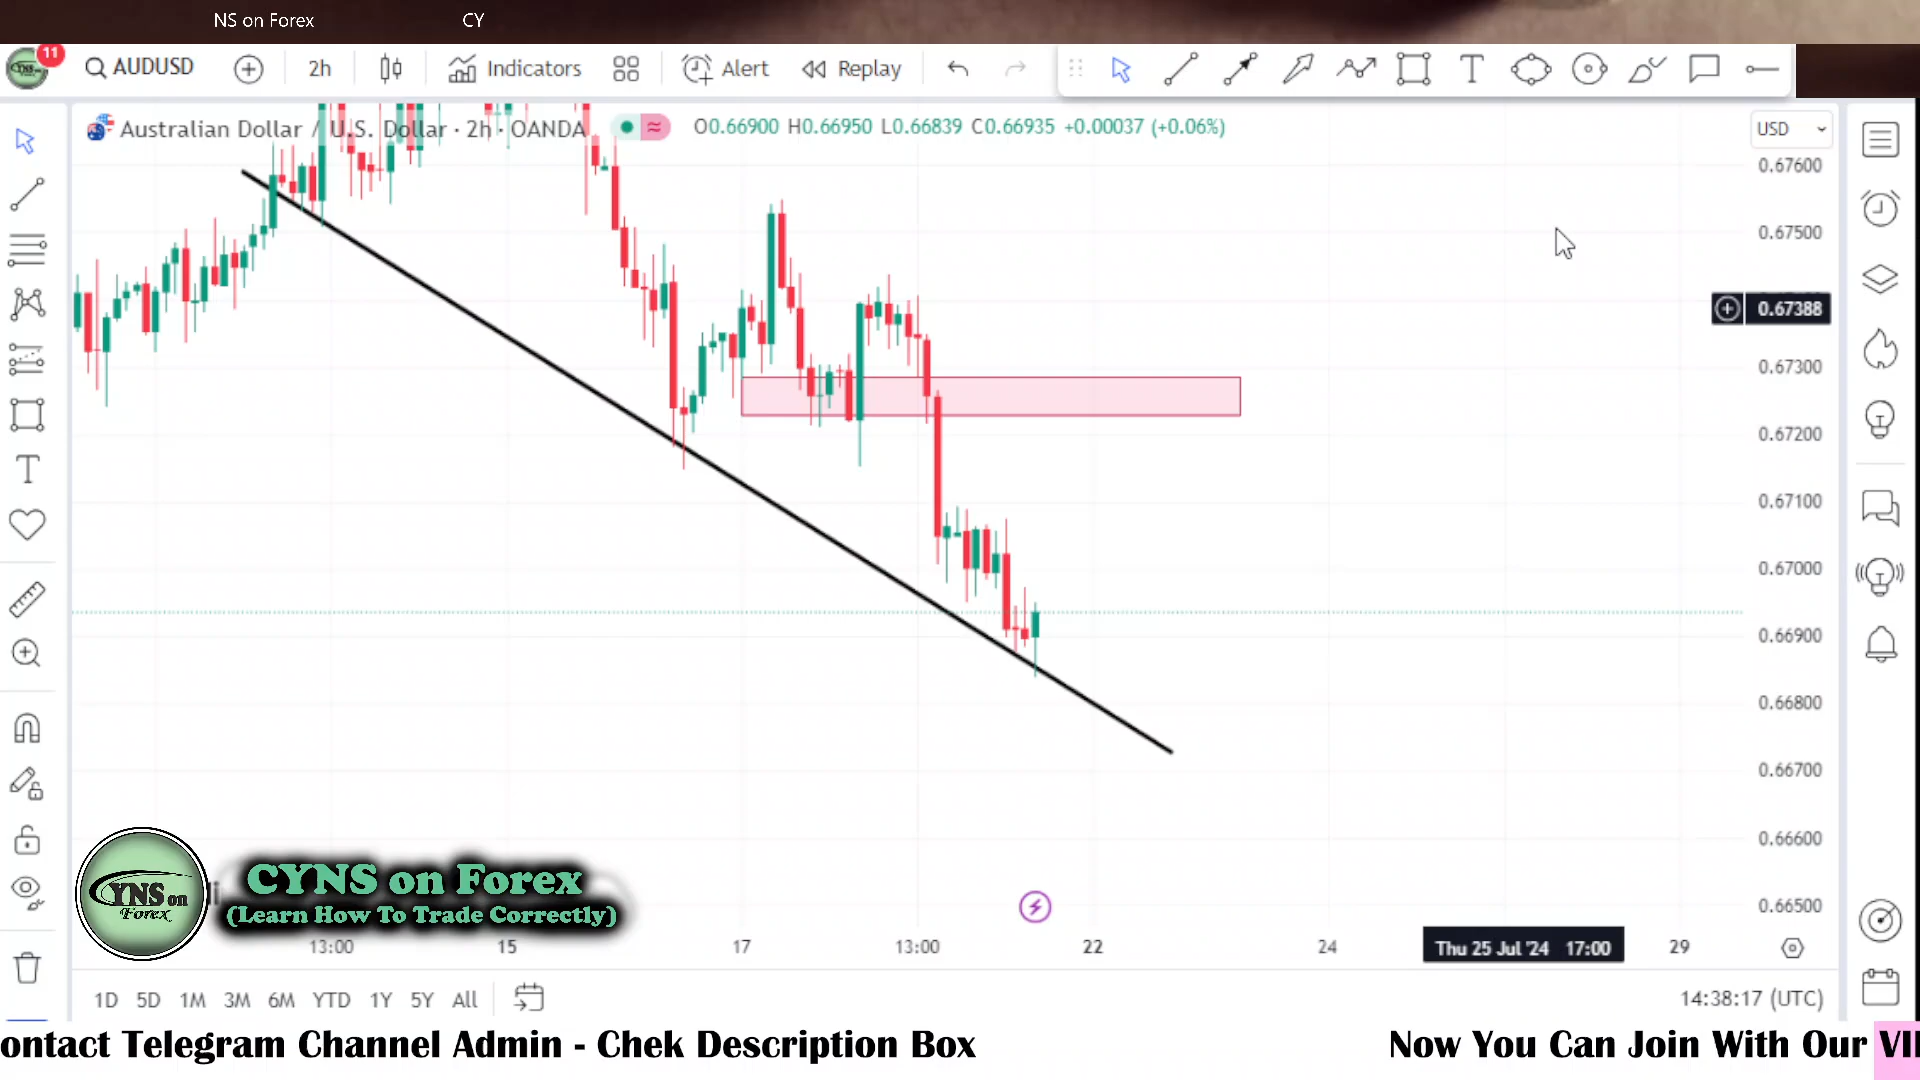 NS on Forex CY
11
AUDUSD 2h Indicators Alert Replay
Australian Dollar / U.S. Dollar · 2h · OANDA O0.66900 H0.66950 L0.66839 C0.66935 +0.00037 (+0.06%)
USD
0.67600
0.67500
0.67388
0.67300
0.67200
0.67100
0.67000
0.66900
0.66800
0.66700
0.66600
0.66500
YNS on
Forex
CYNS on Forex
(Learn How To Trade Correctly)
13:00 15 17 13:00 22 24 Thu 25 Jul '24 17:00 29
1D 5D 1M 3M 6M YTD 1Y 5Y All
14:38:17 (UTC)
ontact Telegram Channel Admin - Chek Description Box Now You Can Join With Our